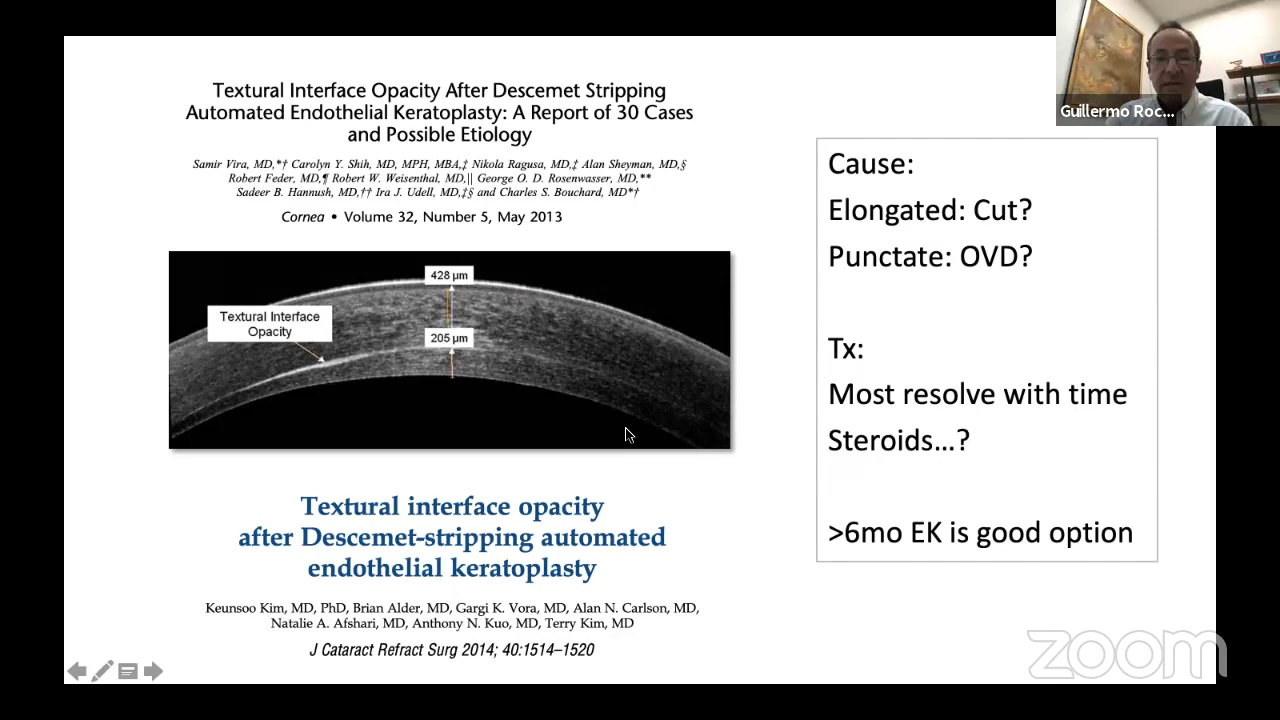 Textural Interface Opacity After Descemet Stripping
Automated Endothelial Keratoplasty: A Report of 30 Cases
and Possible Etiology
Samir Vira, MD,*† Carolyn Y. Shih, MD, MPH, MBA,‡ Nikola Ragusa, MD,‡ Alan Sheyman, MD,§
Robert Feder, MD,¶ Robert W. Weisenthal, MD,|| George O. D. Rosenwasser, MD,**
Sadeer B. Hannush, MD,†† Ira J. Udell, MD,‡§ and Charles S. Bouchard, MD*†
Cornea • Volume 32, Number 5, May 2013
428 μm
Textural Interface
Opacity
205 μm
Textural interface opacity
after Descemet-stripping automated
endothelial keratoplasty
Keunsoo Kim, MD, PhD, Brian Alder, MD, Gargi K. Vora, MD, Alan N. Carlson, MD,
Natalie A. Afshari, MD, Anthony N. Kuo, MD, Terry Kim, MD
J Cataract Refract Surg 2014; 40:1514–1520
Guillermo Roc...
Cause:
Elongated: Cut?
Punctate: OVD?
Tx:
Most resolve with time
Steroids...?
>6mo EK is good option
zoom